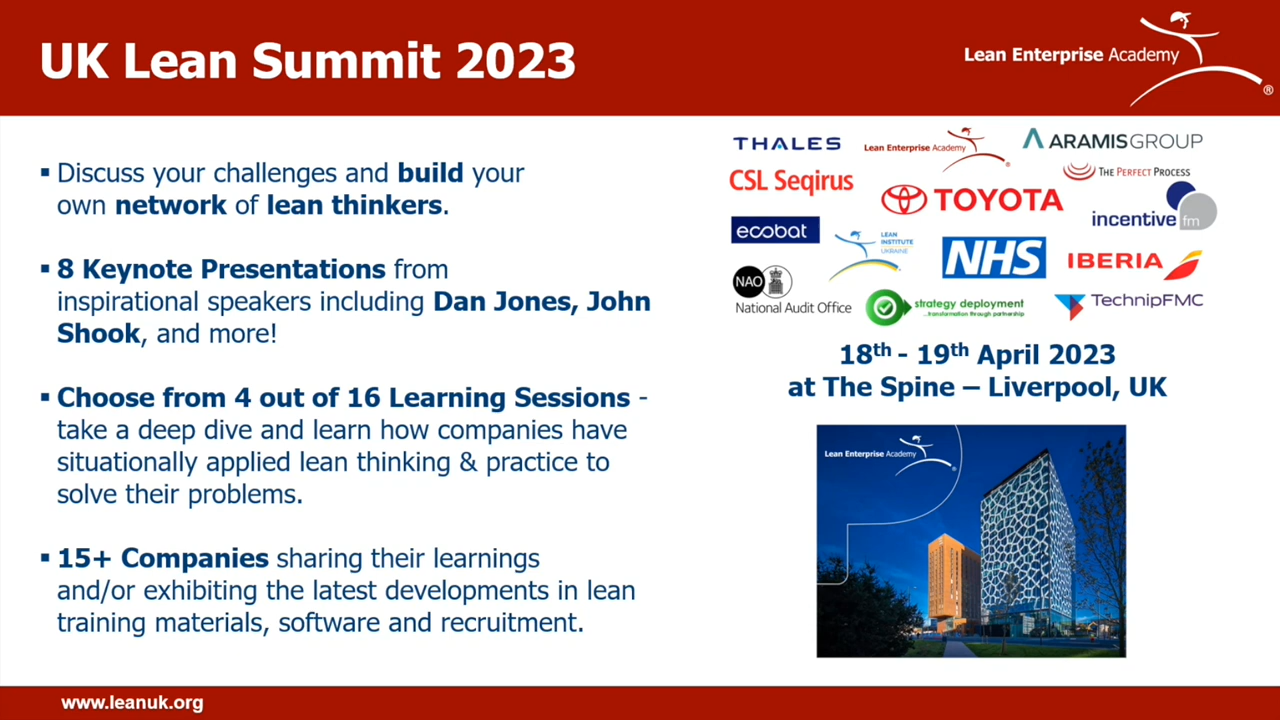 UK Lean Summit 2023
Lean Enterprise Academy
®
▪ Discuss your challenges and build your
own network of lean thinkers.
▪ 8 Keynote Presentations from
inspirational speakers including Dan Jones, John
Shook, and more!
▪ Choose from 4 out of 16 Learning Sessions -
take a deep dive and learn how companies have
situationally applied lean thinking & practice to
solve their problems.
▪ 15+ Companies sharing their learnings
and/or exhibiting the latest developments in lean
training materials, software and recruitment.
THALES
Lean Enterprise Academy
®
ARAMISGROUP
CSL Seqirus
THE PERFECT PROCESS
TOYOTA
incentive fm
ecobat
LEAN
INSTITUTE
UKRAINE
NHS
IBERIA
NAO
National Audit Office
strategy deployment
...transformation through partnership
TechnipFMC
18th - 19th April 2023
at The Spine – Liverpool, UK
Lean Enterprise Academy
®
www.leanuk.org